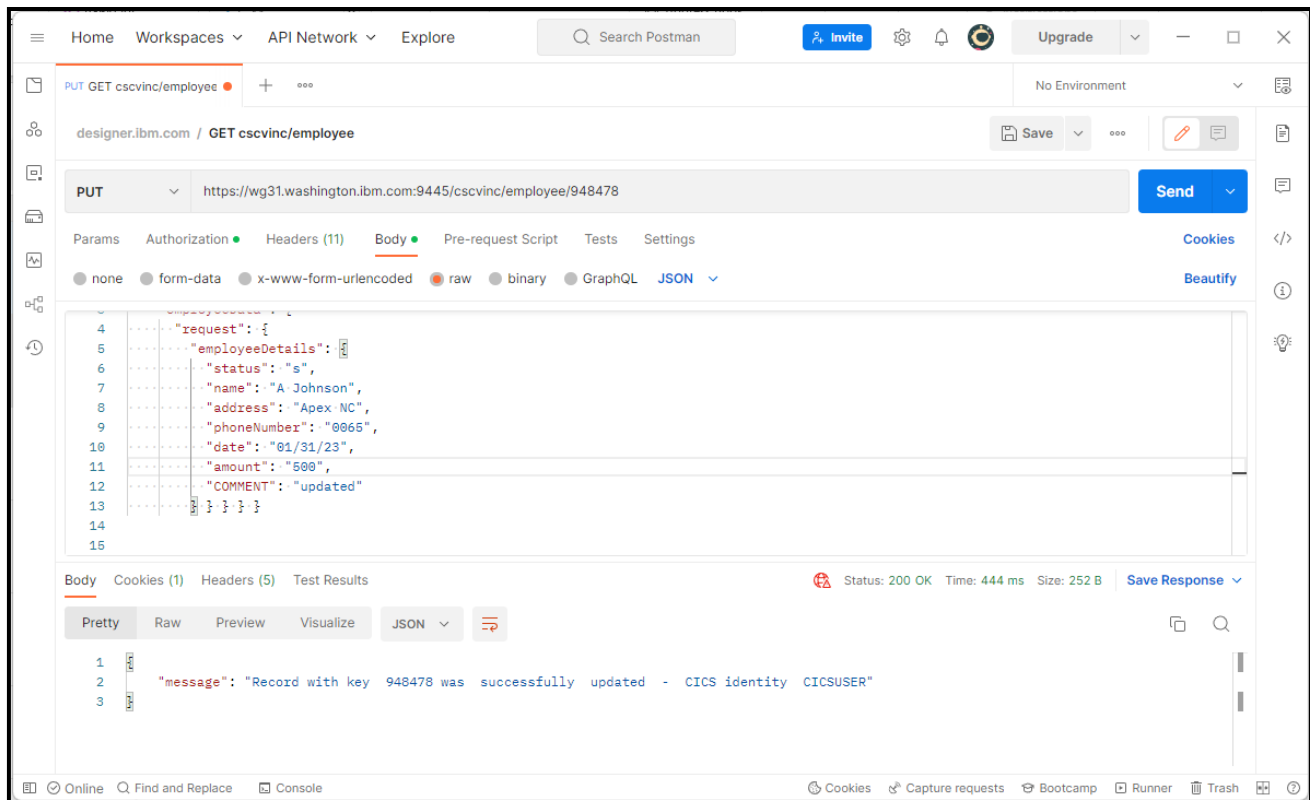 Home Workspaces API Network Explore Search Postman Invite Upgrade
PUT GET cscvinc/employee No Environment
designer.ibm.com / GET cscvinc/employee Save
PUT https://wg31.washington.ibm.com:9445/cscvinc/employee/948478 Send
Params Authorization Headers (11) Body Pre-request Script Tests Settings Cookies
none form-data x-www-form-urlencoded raw binary GraphQL JSON Beautify
4 "request": {
5 "employeeDetails": {
6 "status": "s",
7 "name": "A Johnson",
8 "address": "Apex NC",
9 "phoneNumber": "0065",
10 "date": "01/31/23",
11 "amount": "500",
12 "COMMENT": "updated"
13 } } } } }
14
15
Body Cookies (1) Headers (5) Test Results Status: 200 OK Time: 444 ms Size: 252 B Save Response
Pretty Raw Preview Visualize JSON
1 {
2 "message": "Record with key 948478 was successfully updated - CICS identity CICSUSER"
3 }
Online Find and Replace Console Cookies Capture requests Bootcamp Runner Trash